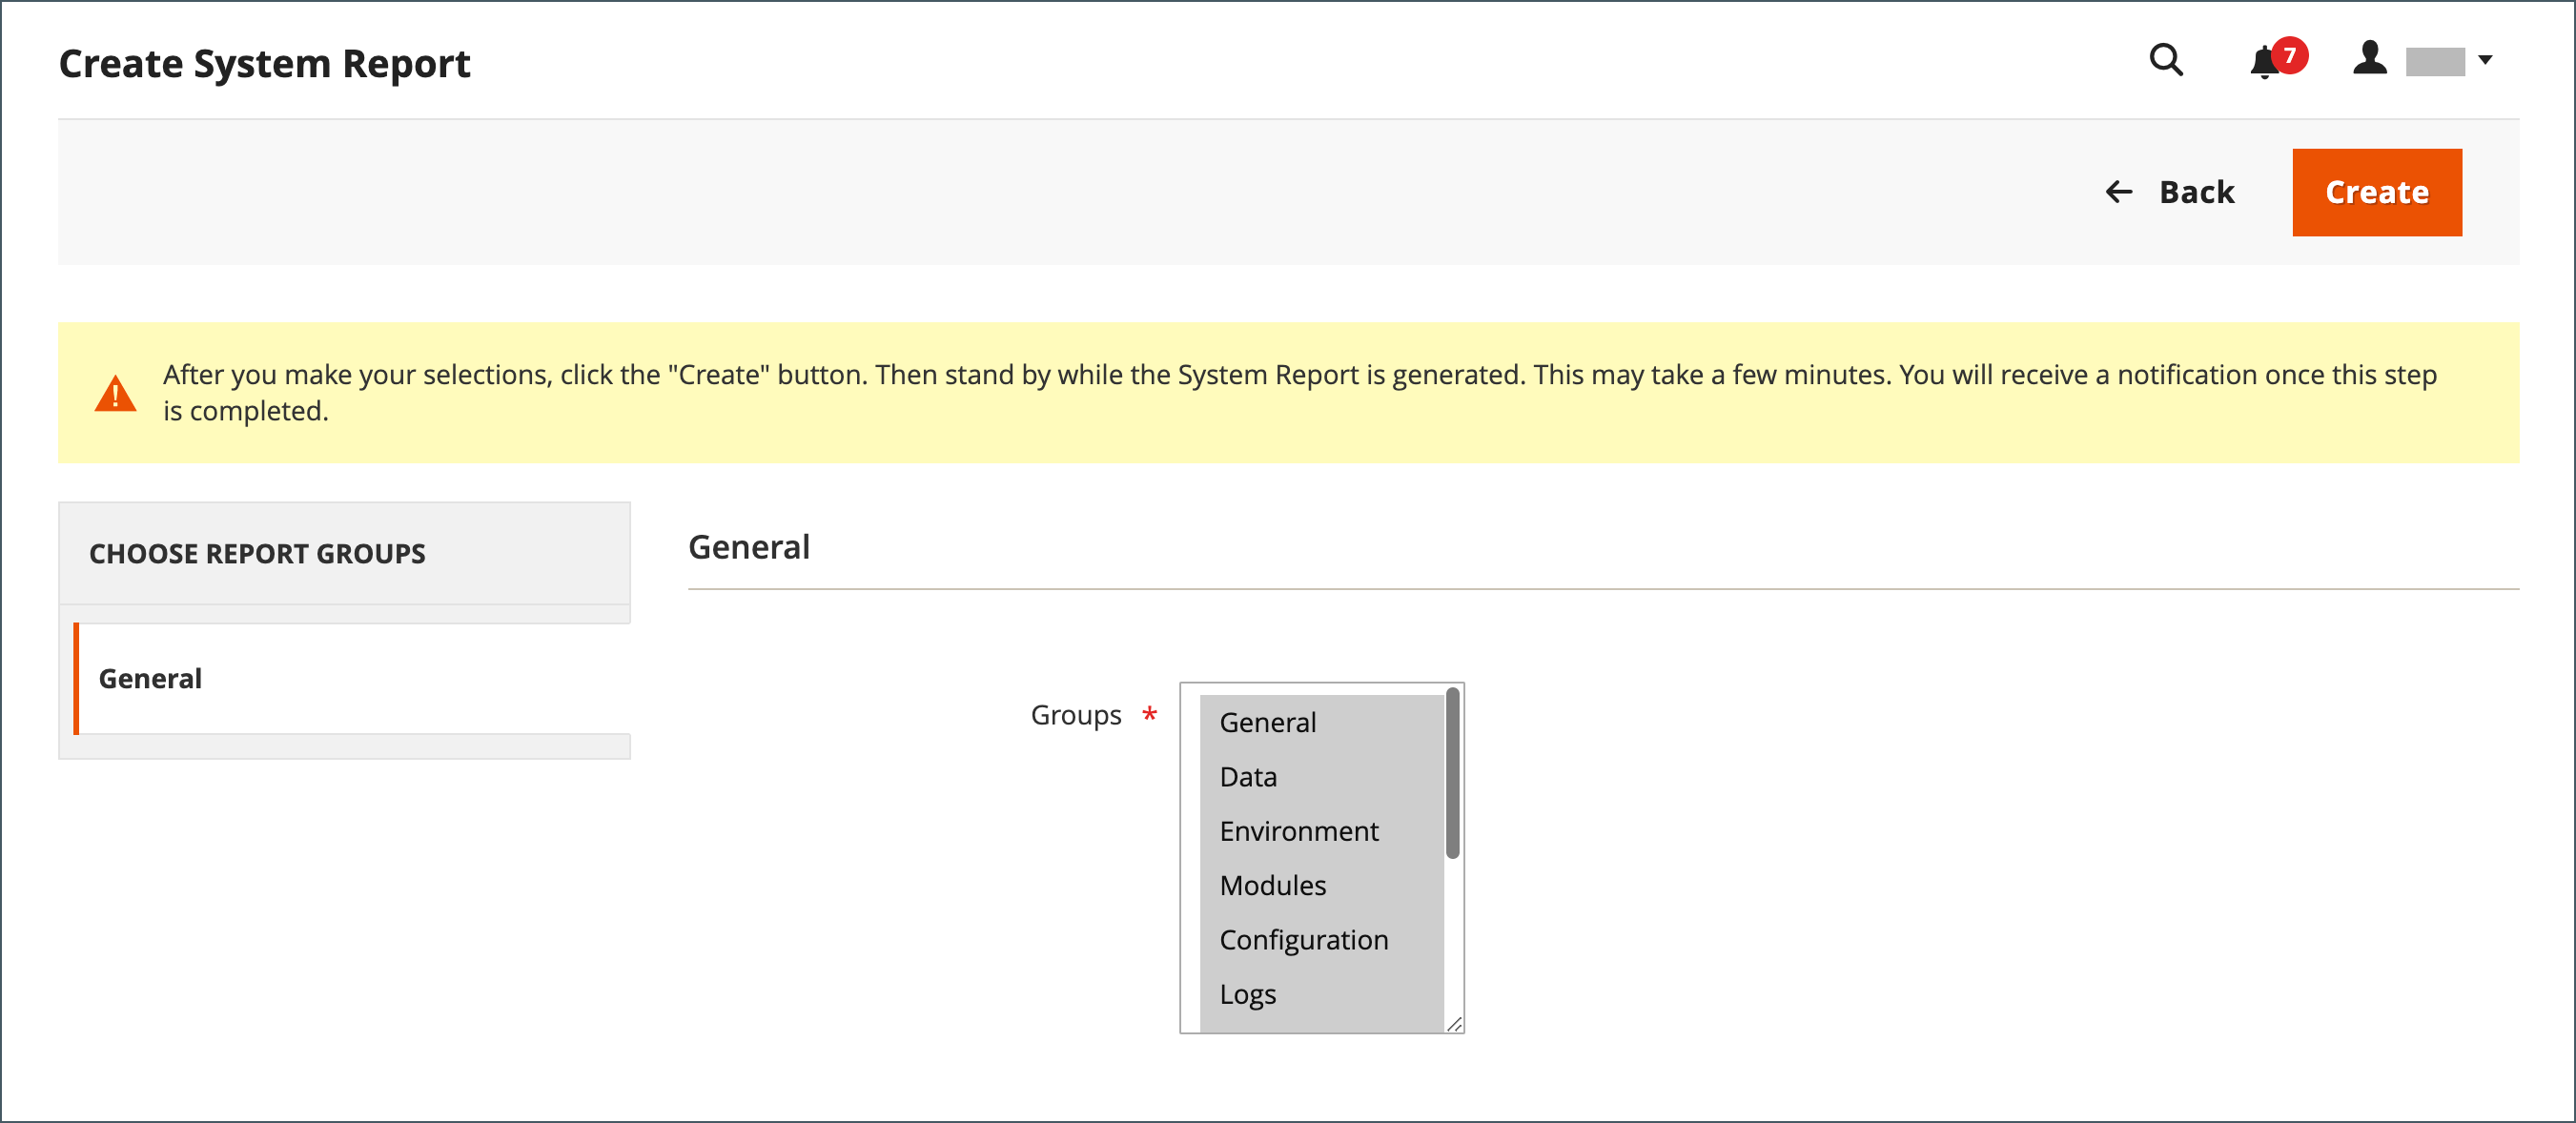 Create System Report
7
Back
Create
After you make your selections, click the "Create" button. Then stand by while the System Report is generated. This may take a few minutes. You will receive a notification once this step
is completed.
CHOOSE REPORT GROUPS
General
General
Groups *
General
Data
Environment
Modules
Configuration
Logs